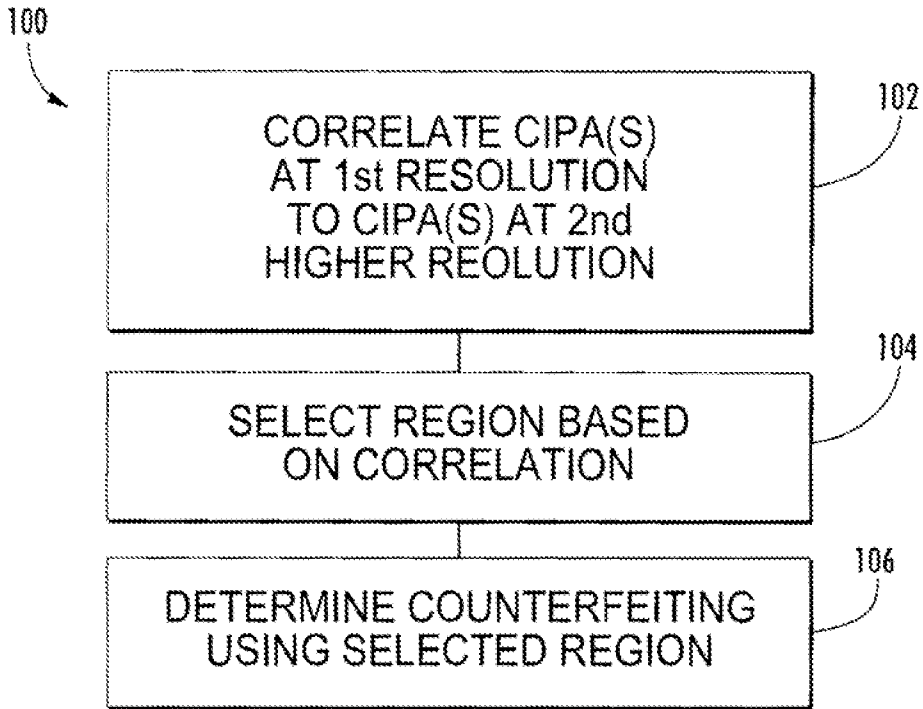 100
102
CORRELATE CIPA(S)
AT 1st RESOLUTION
TO CIPA(S) AT 2nd
HIGHER REOLUTION
104
SELECT REGION BASED
ON CORRELATION
106
DETERMINE COUNTERFEITING
USING SELECTED REGION